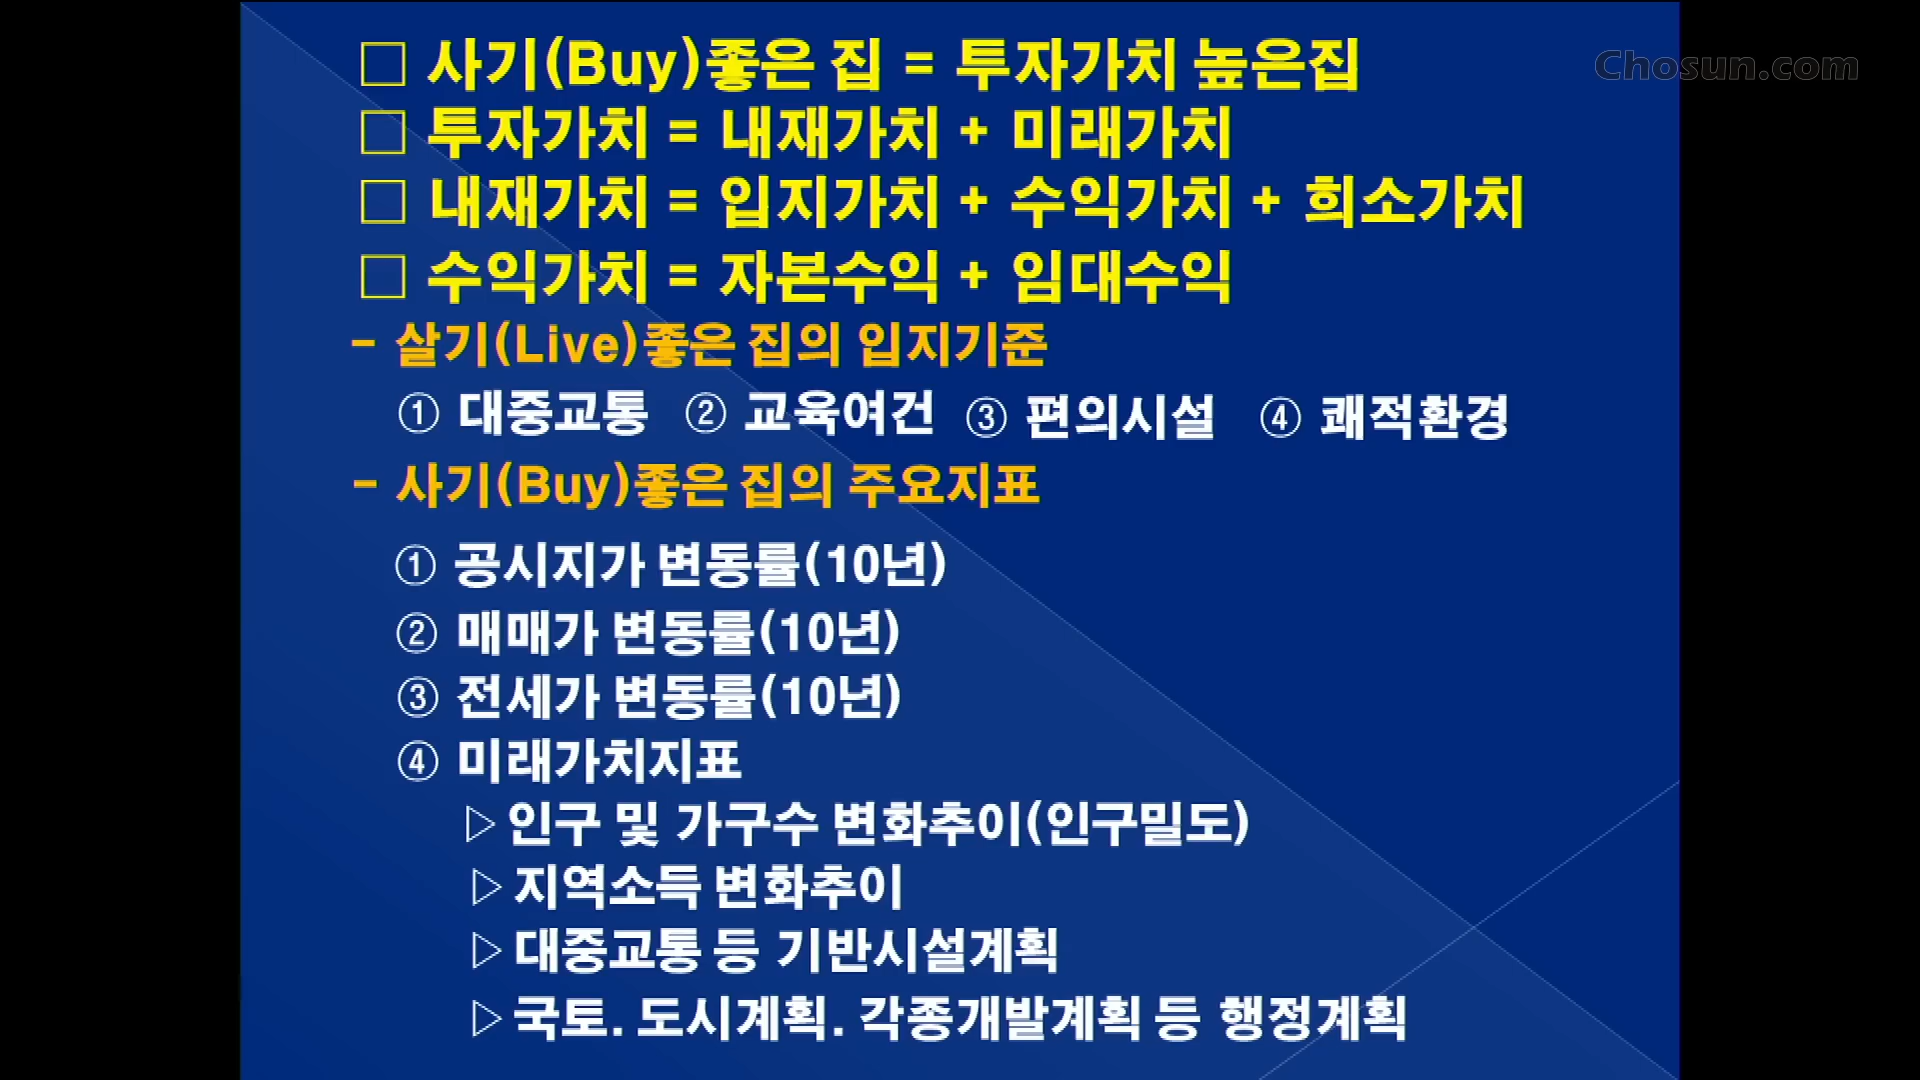 □ 사기(Buy)좋은 집 = 투자가치 높은집
Chosun.com
□ 투자가치 = 내재가치 + 미래가치
□ 내재가치 = 입지가치 + 수익가치 + 희소가치
□ 수익가치 = 자본수익 + 임대수익
- 살기(Live)좋은 집의 입지기준
① 대중교통 ② 교육여건 ③ 편의시설 ④ 쾌적환경
- 사기(Buy)좋은 집의 주요지표
① 공시지가 변동률(10년)
② 매매가 변동률(10년)
③ 전세가 변동률(10년)
④ 미래가치지표
▷ 인구 및 가구수 변화추이(인구밀도)
▷ 지역소득 변화추이
▷ 대중교통 등 기반시설계획
▷ 국토. 도시계획. 각종개발계획 등 행정계획